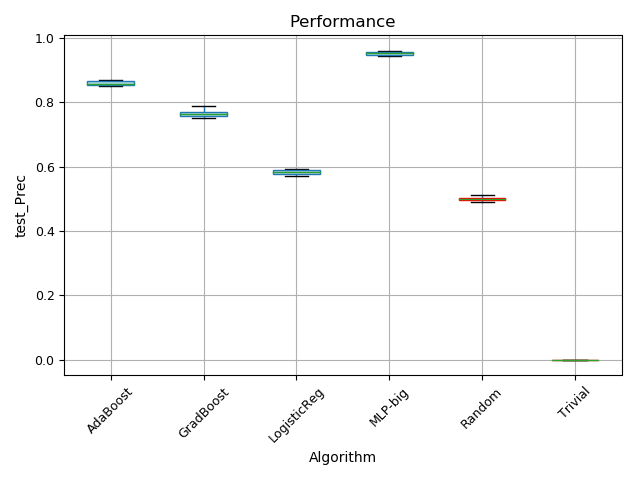 Performance
1.0
0.8
0.6
0.4
0.2
0.0
test_Prec
AdaBoost
GradBoost
LogisticReg
MLP-big
Random
Trivial
Algorithm